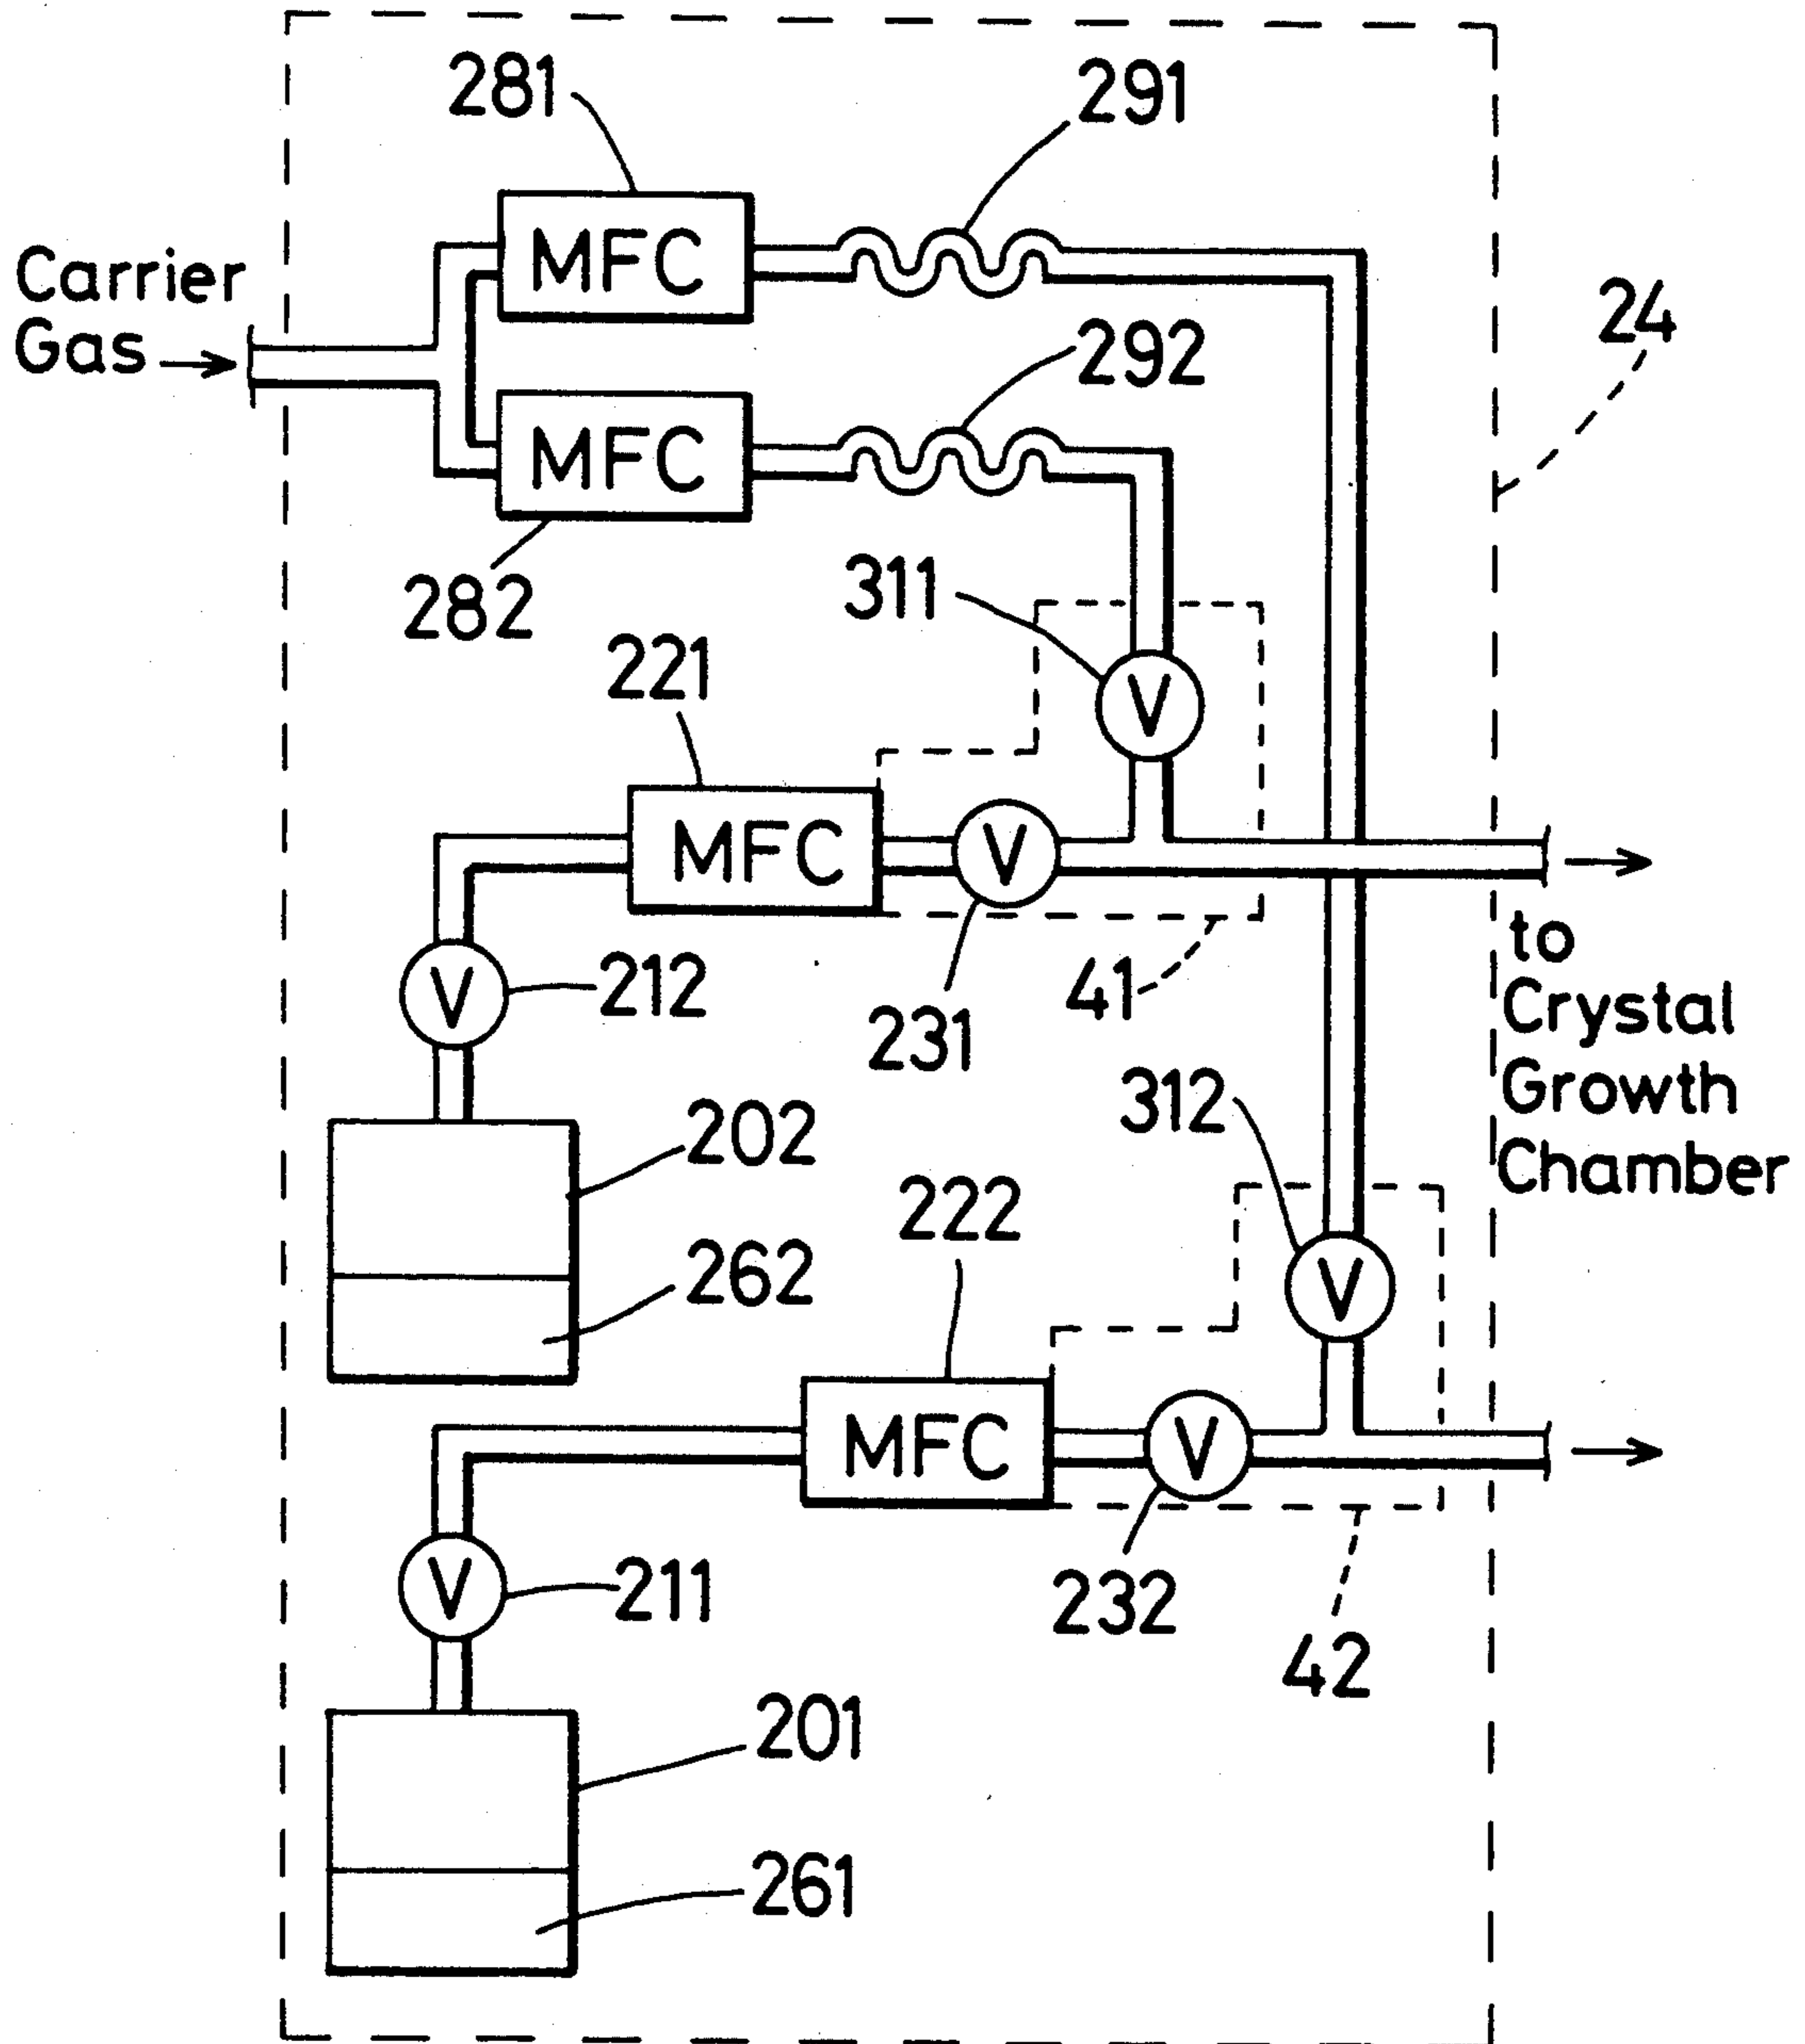 281
291
MFC
Carrier
Gas
24
292
MFC
282
311
221
V
MFC
V
V
212
41
231
to
Crystal
Growth
Chamber
312
202
222
262
V
MFC
V
V
211
232
42
201
261